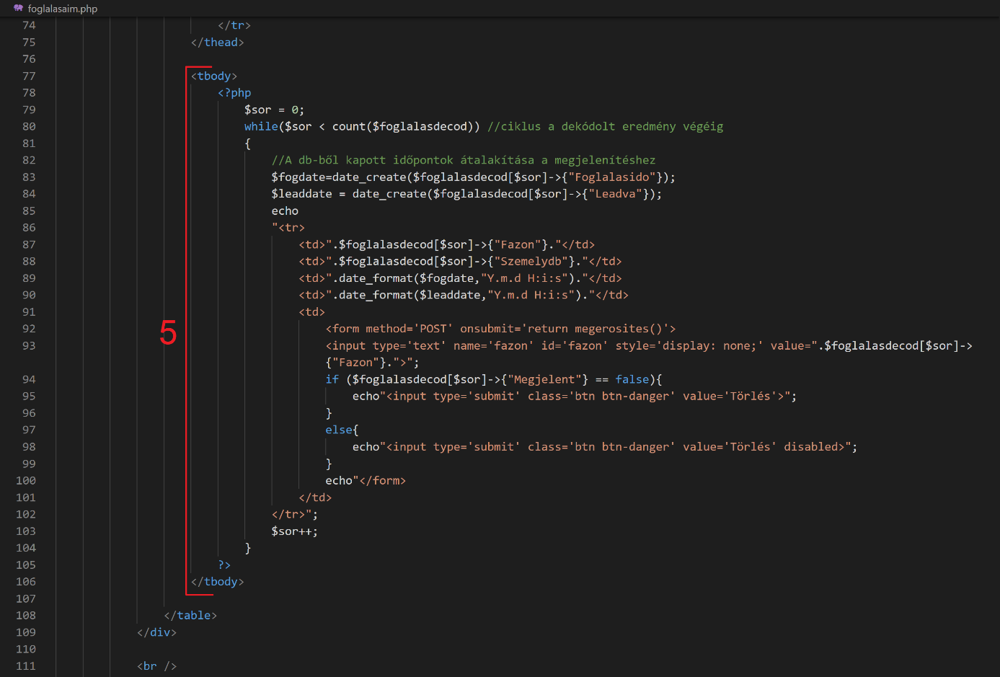 foglalasaim.php
74 </tr>
75 </thead>
76
77 <tbody>
78 <?php
79 $sor = 0;
80 while($sor < count($foglalasdecod)) //ciklus a dekódolt eredmény végéig
81 {
82 //A db-ből kapott időpontok átalakítása a megjelenítéshez
83 $fogdate=date_create($foglalasdecod[$sor]->{"Foglalasido"});
84 $leaddate = date_create($foglalasdecod[$sor]->{"Leadva"});
85 echo
86 "<tr>
87 <td>".$foglalasdecod[$sor]->{"Fazon"}."</td>
88 <td>".$foglalasdecod[$sor]->{"Szemelydb"}."</td>
89 <td>".date_format($fogdate,"Y.m.d H:i:s")."</td>
90 <td>".date_format($leaddate,"Y.m.d H:i:s")."</td>
91 <td>
5
92 <form method='POST' onsubmit='return megerosites()'>
93 <input type='text' name='fazon' id='fazon' style='display: none;' value=".$foglalasdecod[$sor]->
{"Fazon"}.">";
94 if ($foglalasdecod[$sor]->{"Megjelent"} == false){
95 echo"<input type='submit' class='btn btn-danger' value='Törlés'>";
96 }
97 else{
98 echo"<input type='submit' class='btn btn-danger' value='Törlés' disabled>";
99 }
100 echo"</form>
101 </td>
102 </tr>";
103 $sor++;
104 }
105 ?>
106 </tbody>
107
108 </table>
109 </div>
110
111 <br />